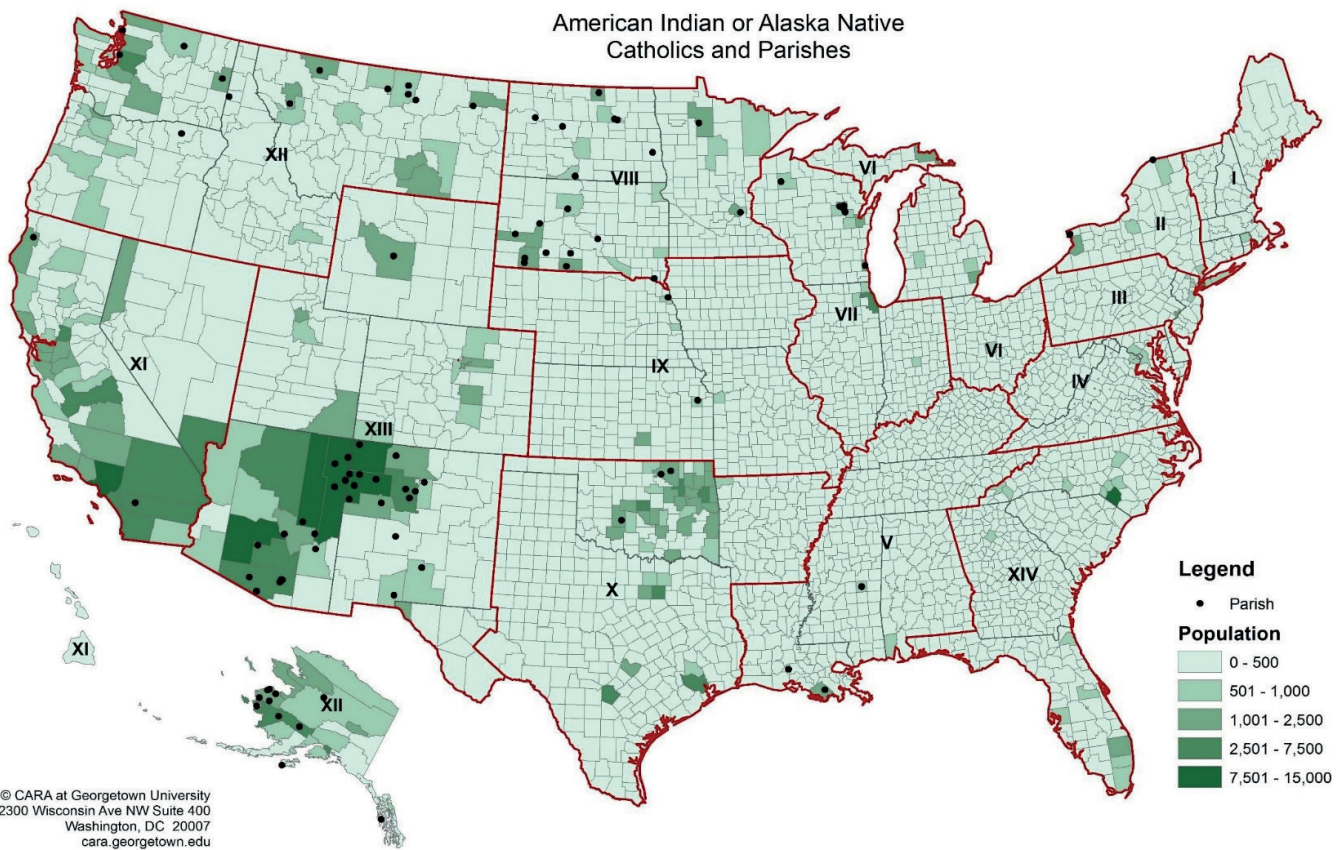 American Indian or Alaska Native
Catholics and Parishes
XII
VIII
VI
I
II
III
VII
VI
XI
IX
IV
XIII
V
X
XIV
XI
XII
Legend
Parish
Population
0 - 500
501 - 1,000
1,001 - 2,500
2,501 - 7,500
7,501 - 15,000
© CARA at Georgetown University
2300 Wisconsin Ave NW Suite 400
Washington, DC 20007
cara.georgetown.edu